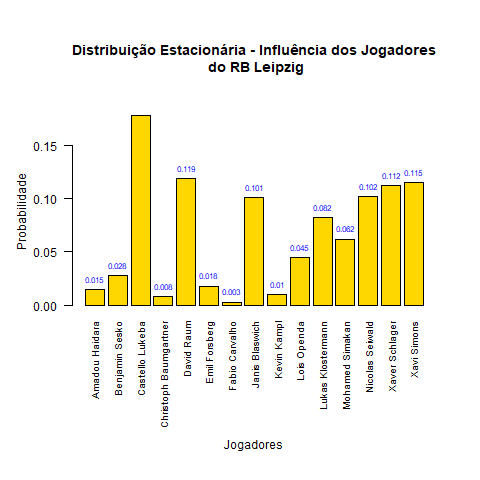 Distribuição Estacionária - Influência dos Jogadores
do RB Leipzig
Probabilidade
0.15
0.10
0.05
0.00
0.015
0.028
0.008
0.119
0.018
0.003
0.101
0.01
0.045
0.082
0.062
0.102
0.112
0.115
Amadou Haidara
Benjamin Sesko
Castello Lukeba
Christoph Baumgartner
David Raum
Emil Forsberg
Fabio Carvalho
Janis Blaswich
Kevin Kampl
Lois Openda
Lukas Klostermann
Mohamed Simakan
Nicolas Seiwald
Xaver Schlager
Xavi Simons
Jogadores